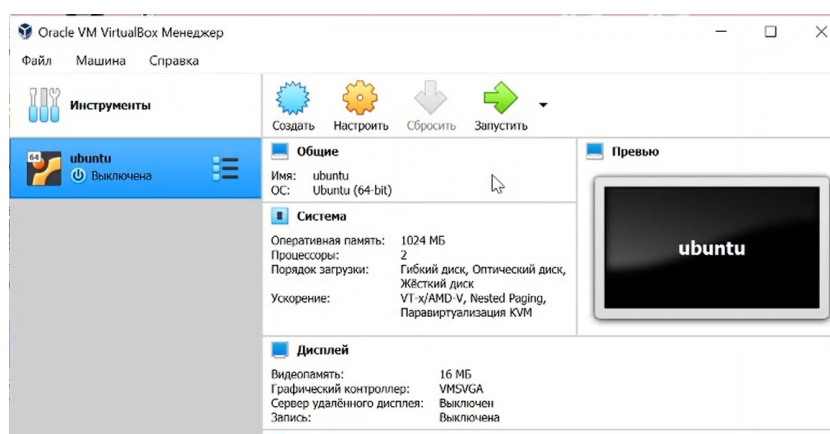 Oracle VM VirtualBox Менеджер
Файл Машина Справка
Инструменты
Создать Настроить Сбросить Запустить
64
ubuntu
Выключена
Общие
Имя: ubuntu
ОС: Ubuntu (64-bit)
Превью
ubuntu
Система
Оперативная память: 1024 МБ
Процессоры: 2
Порядок загрузки: Гибкий диск, Оптический диск,
Жёсткий диск
Ускорение: VT-x/AMD-V, Nested Paging,
Паравиртуализация KVM
Дисплей
Видеопамять: 16 МБ
Графический контроллер: VMSVGA
Сервер удалённого дисплея: Выключен
Запись: Выключена